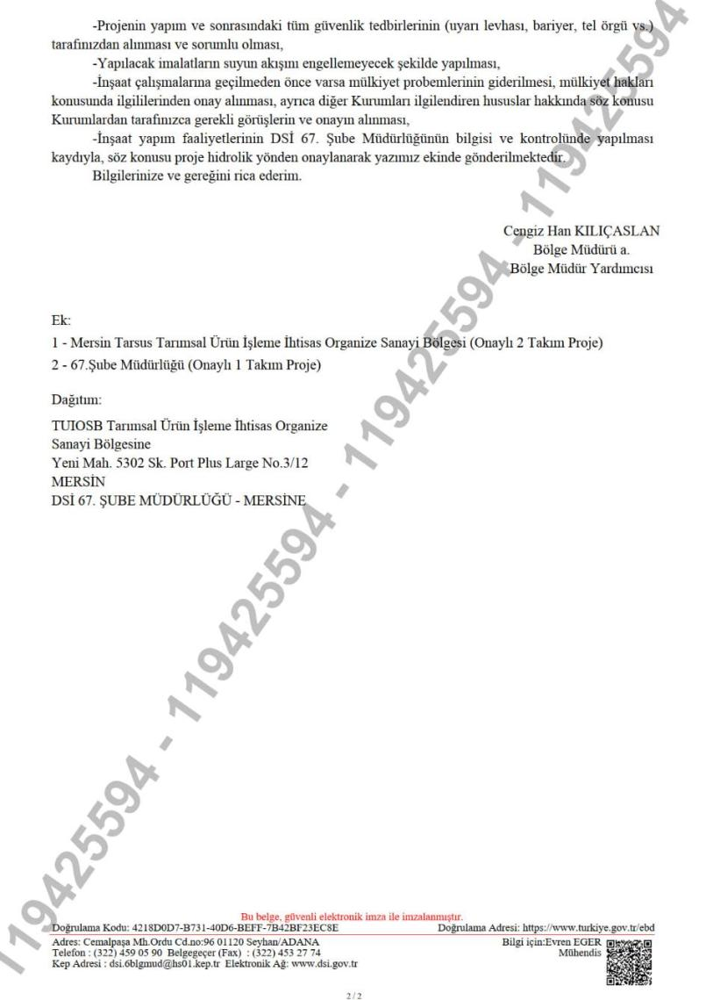 -Projenin yapım ve sonrasındaki tüm güvenlik tedbirlerinin (uyarı levhası, bariyer, tel örgü vs.)
tarafınızdan alınması ve sorumlu olması,
-Yapılacak imalatların suyun akışını engellemeyecek şekilde yapılması,
-İnşaat çalışmalarına geçilmeden önce varsa mülkiyet probemlerinin giderilmesi, mülkiyet hakları
konusunda ilgililerinden onay alınması, ayrıca diğer Kurumları ilgilendiren hususlar hakkında söz konusu
Kurumlardan tarafınızca gerekli görüşlerin ve onayın alınması,
-İnşaat yapım faaliyetlerinin DSİ 67. Şube Müdürlüğünün bilgisi ve kontrolünde yapılması
kaydıyla, söz konusu proje hidrolik yönden onaylanarak yazımız ekinde gönderilmektedir.
Bilgilerinize ve gereğini rica ederim.
Cengiz Han KILIÇASLAN
Bölge Müdürü a.
Bölge Müdür Yardımcısı
Ek:
1 - Mersin Tarsus Tarımsal Ürün İşleme İhtisas Organize Sanayi Bölgesi (Onaylı 2 Takım Proje)
2 - 67.Şube Müdürlüğü (Onaylı 1 Takım Proje)
Dağıtım:
TUIOSB Tarımsal Ürün İşleme İhtisas Organize
Sanayi Bölgesine
Yeni Mah. 5302 Sk. Port Plus Large No.3/12
MERSİN
DSİ 67. ŞUBE MÜDÜRLÜĞÜ - MERSİNE
119425594 - 119425594 - 119425594 - 119425594 - 119425594
Bu belge, güvenli elektronik imza ile imzalanmıştır.
Doğrulama Kodu: 4218D0D7-B731-40D6-BEFF-7B42BF23EC8E Doğrulama Adresi: https://www.turkiye.gov.tr/ebd
Adres: Cemalpaşa Mh.Ordu Cd.no:96 01120 Seyhan/ADANA Bilgi için:Evren EGER
Telefon : (322) 459 05 90 Belgegeçer (Fax) : (322) 453 27 74 Mühendis
Kep Adresi : dsi.6blgmud@hs01.kep.tr Elektronik Ağ: www.dsi.gov.tr
2 / 2